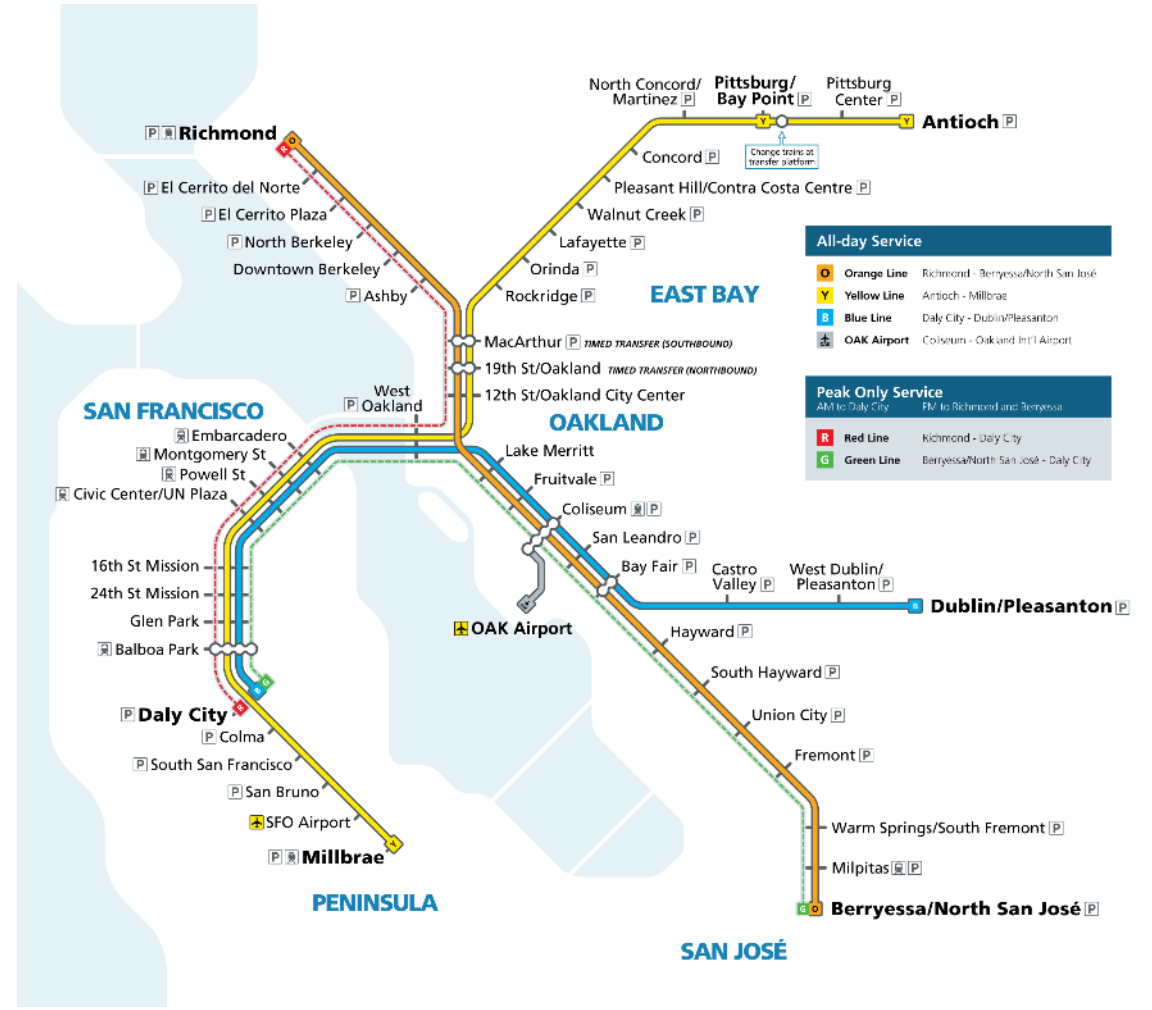 Richmond
El Cerrito del Norte
El Cerrito Plaza
North Berkeley
Downtown Berkeley
Ashby
North Concord/
Martinez P
Pittsburg/
Bay Point P
Pittsburg
Center P
Antioch P
Change trains at
transfer platform
Concord P
Pleasant Hill/Contra Costa Centre P
Walnut Creek P
Lafayette P
Orinda P
Rockridge P
EAST BAY
All-day Service
O Orange Line Richmond - Berryessa/North San José
Y Yellow Line Antioch - Millbrae
B Blue Line Daly City - Dublin/Pleasanton
OAK Airport Coliseum - Oakland Int'l Airport
Peak Only Service
AM to Daly City PM to Richmond and Berryessa
R Red Line Richmond - Daly City
G Green Line Berryessa/North San José - Daly City
MacArthur P TIMED TRANSFER (SOUTHBOUND)
19th St/Oakland TIMED TRANSFER (NORTHBOUND)
12th St/Oakland City Center
OAKLAND
West
P Oakland
SAN FRANCISCO
Embarcadero
Montgomery St
Powell St
Civic Center/UN Plaza
16th St Mission
24th St Mission
Glen Park
Balboa Park
P Daly City
P Colma
P South San Francisco
P San Bruno
SFO Airport
P Millbrae
PENINSULA
Lake Merritt
Fruitvale P
Coliseum P
San Leandro P
Bay Fair P
OAK Airport
Castro
Valley P
West Dublin/
Pleasanton P
Dublin/Pleasanton P
Hayward P
South Hayward P
Union City P
Fremont P
Warm Springs/South Fremont P
Milpitas P
Berryessa/North San José P
SAN JOSÉ